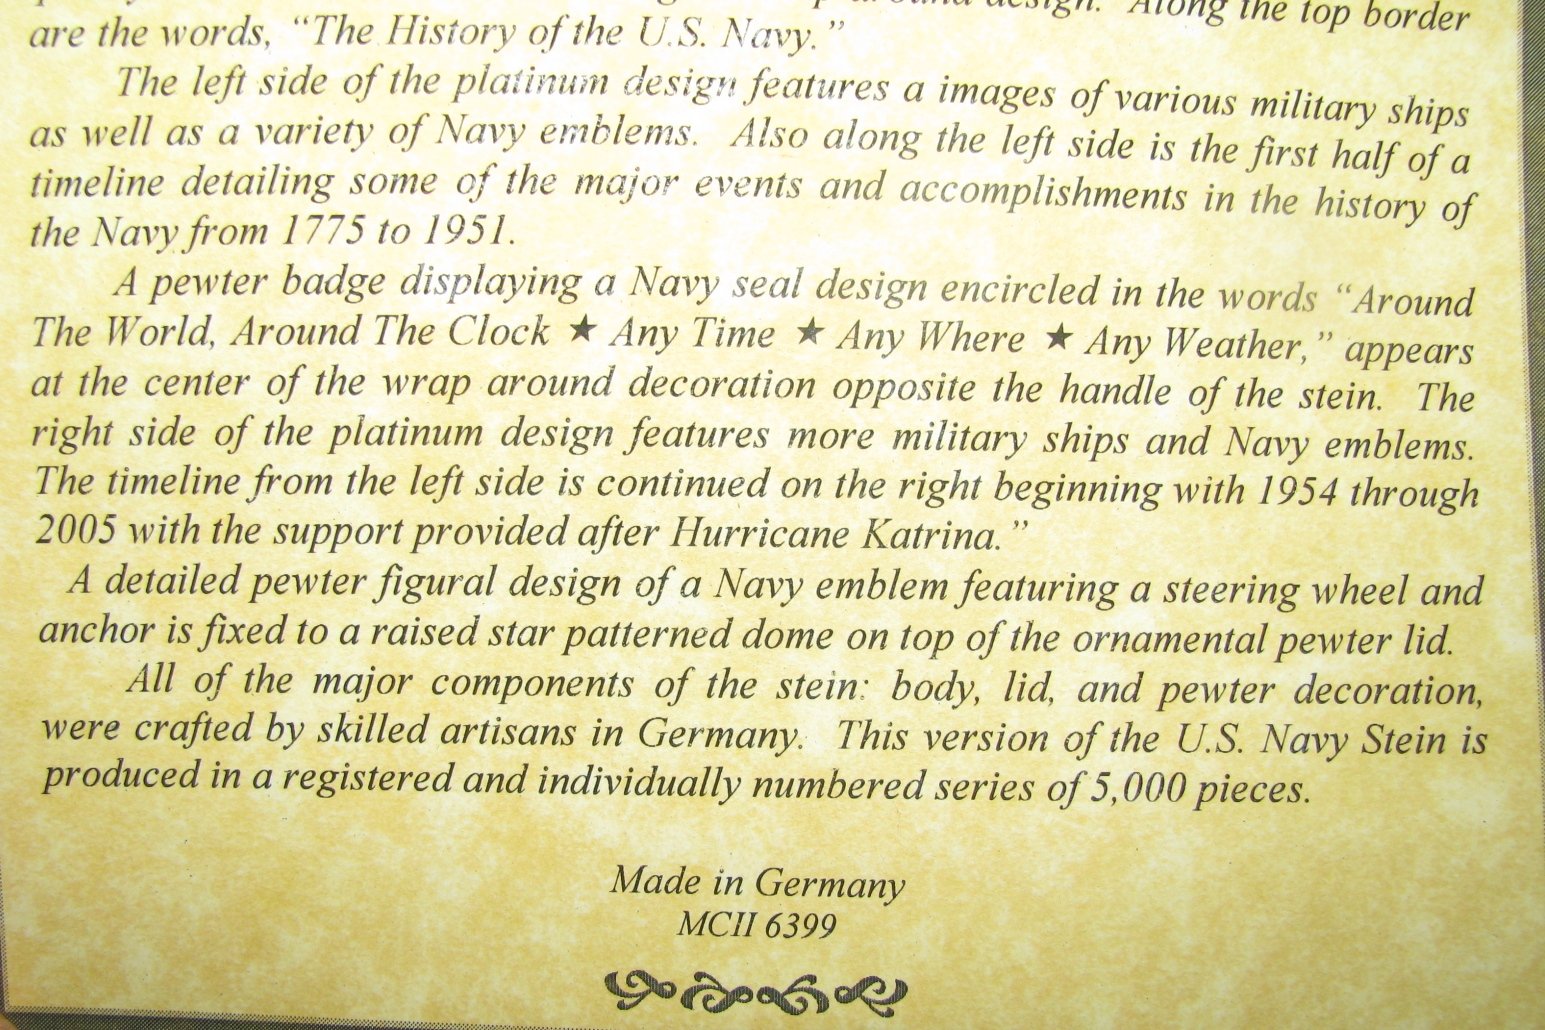 design. Along the top border
are the words, “The History of the U.S. Navy.”
The left side of the platinum design features a images of various military ships
as well as a variety of Navy emblems. Also along the left side is the first half of a
timeline detailing some of the major events and accomplishments in the history of
the Navy from 1775 to 1951.
A pewter badge displaying a Navy seal design encircled in the words “Around
The World, Around The Clock ★ Any Time ★ Any Where ★ Any Weather,” appears
at the center of the wrap around decoration opposite the handle of the stein. The
right side of the platinum design features more military ships and Navy emblems.
The timeline from the left side is continued on the right beginning with 1954 through
2005 with the support provided after Hurricane Katrina.”
A detailed pewter figural design of a Navy emblem featuring a steering wheel and
anchor is fixed to a raised star patterned dome on top of the ornamental pewter lid.
All of the major components of the stein: body, lid, and pewter decoration,
were crafted by skilled artisans in Germany. This version of the U.S. Navy Stein is
produced in a registered and individually numbered series of 5,000 pieces.
Made in Germany
MCII 6399